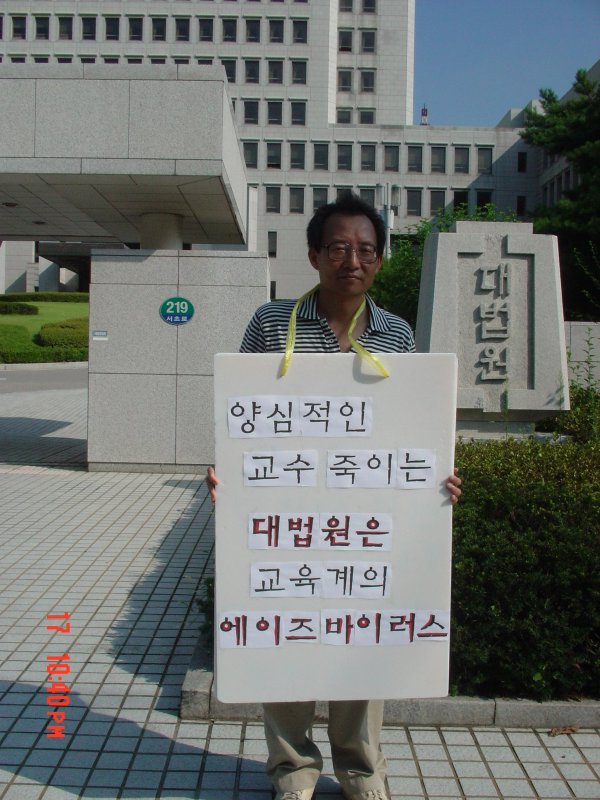 219
서초로
대법원
양심적인
교수 죽이는
대법원은
교육계의
에이즈바이러스
17 10:40PM